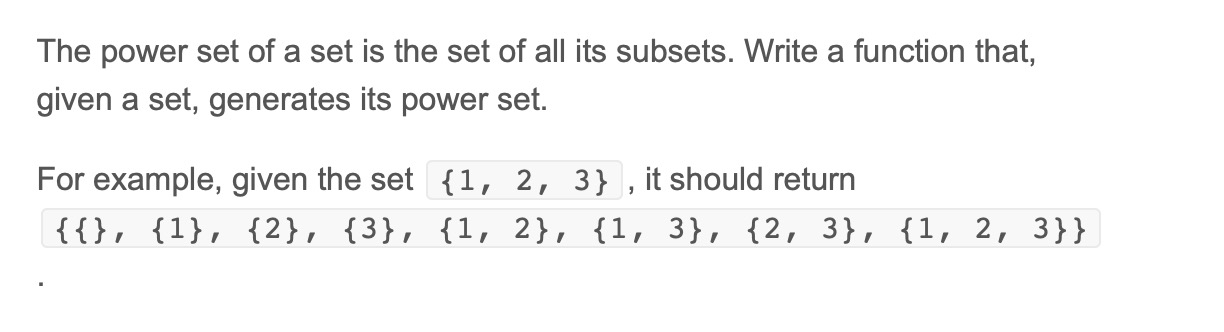 The power set of a set is the set of all its subsets. Write a function that,
given a set, generates its power set.
For example, given the set {1, 2, 3}, it should return
{{}, {1}, {2}, {3}, {1, 2}, {1, 3}, {2, 3}, {1, 2, 3}}
.